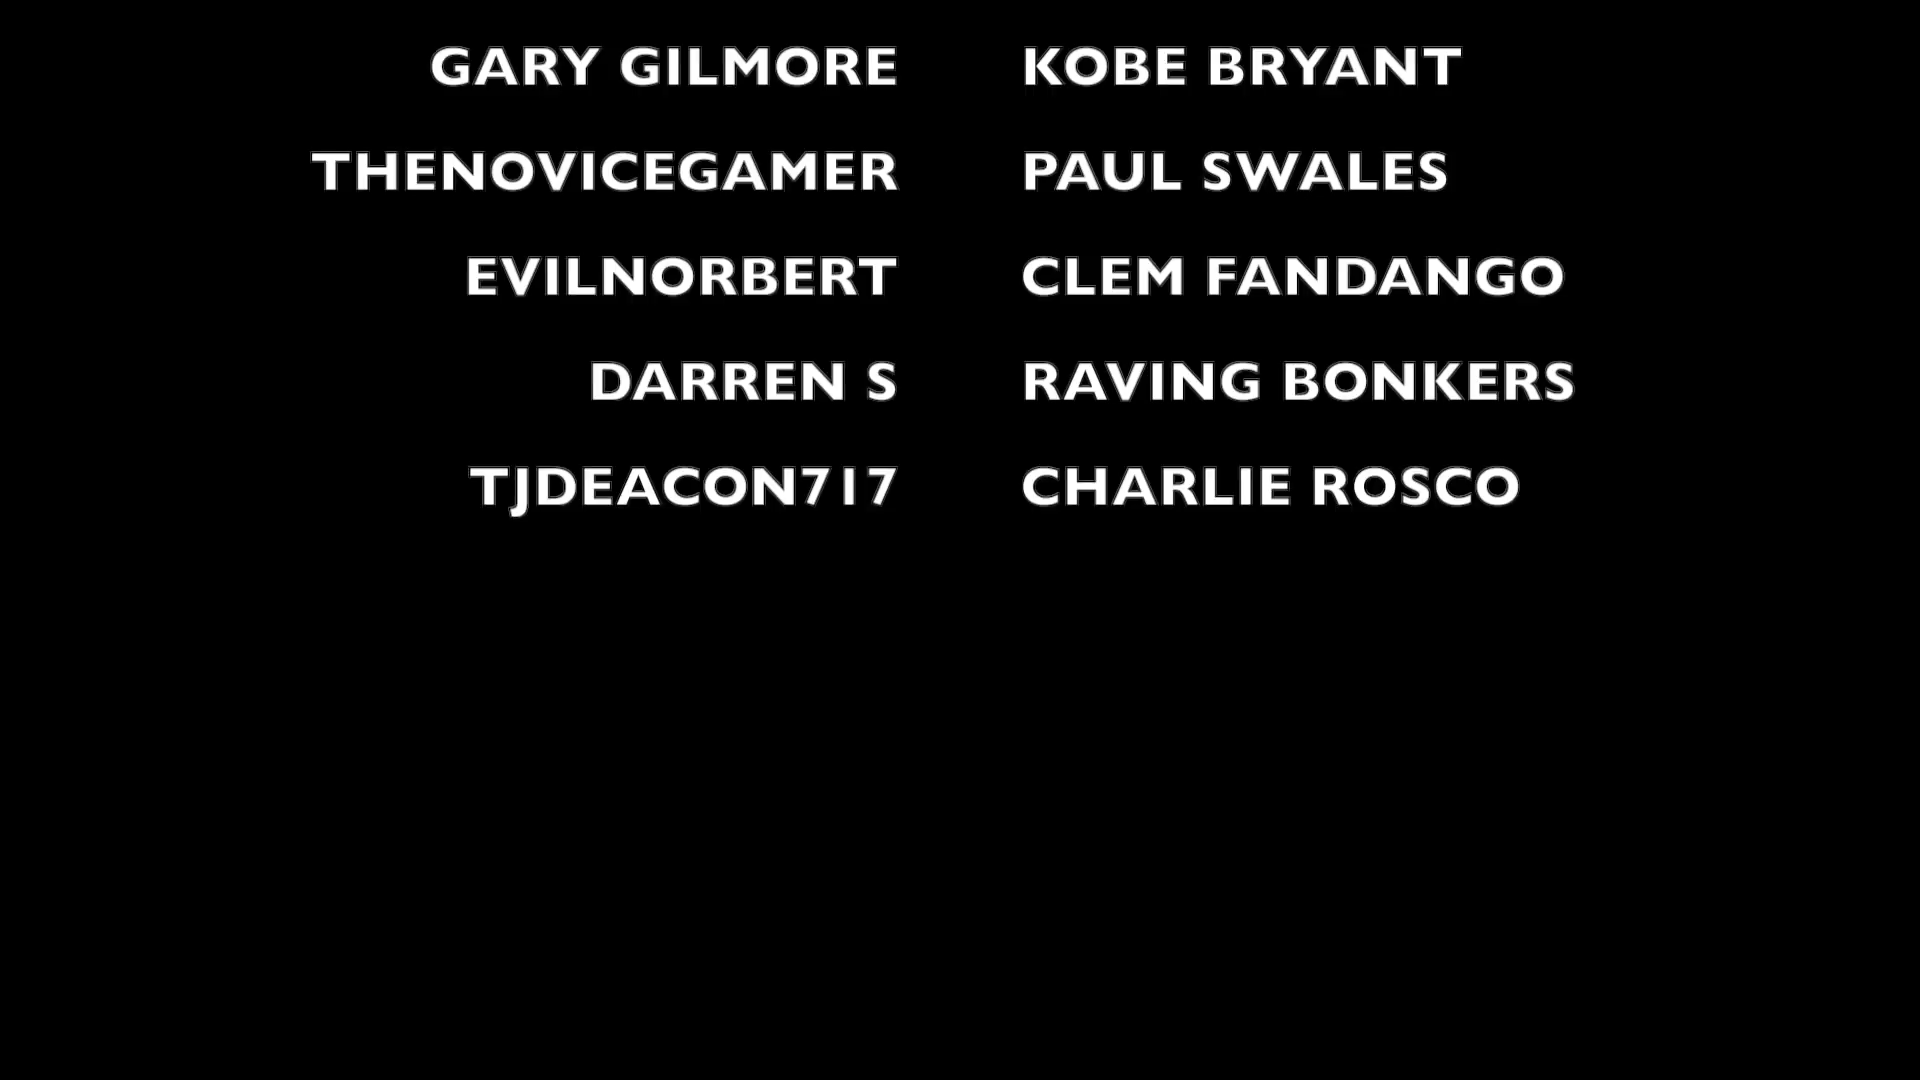 GARY GILMORE KOBE BRYANT
THENOVICEGAMER PAUL SWALES
EVILNORBERT CLEM FANDANGO
DARREN S RAVING BONKERS
TJDEACON717 CHARLIE ROSCO